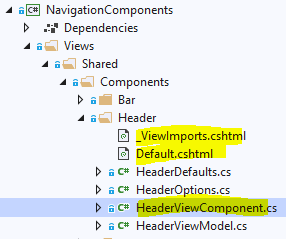 C# NavigationComponents
Dependencies
Views
Shared
Components
Bar
Header
_ViewImports.cshtml
Default.cshtml
C# HeaderDefaults.cs
C# HeaderOptions.cs
C# HeaderViewComponent.cs
C# HeaderViewModel.cs